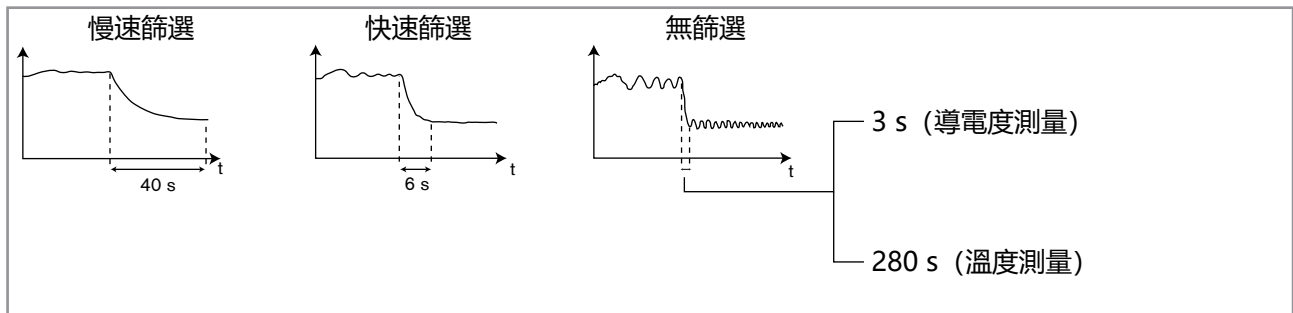 慢速篩選
快速篩選
無篩選
t
40 s
t
6 s
t
3 s（導電度測量）
280 s（溫度測量）